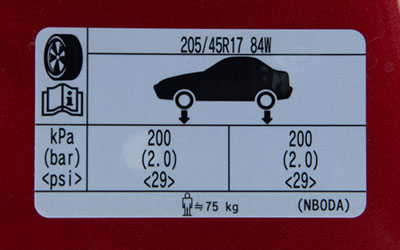 205/45R17 84W
kPa 200 200
(bar) (2.0) (2.0)
<psi> <29> <29>
≒75 kg (NBODA)